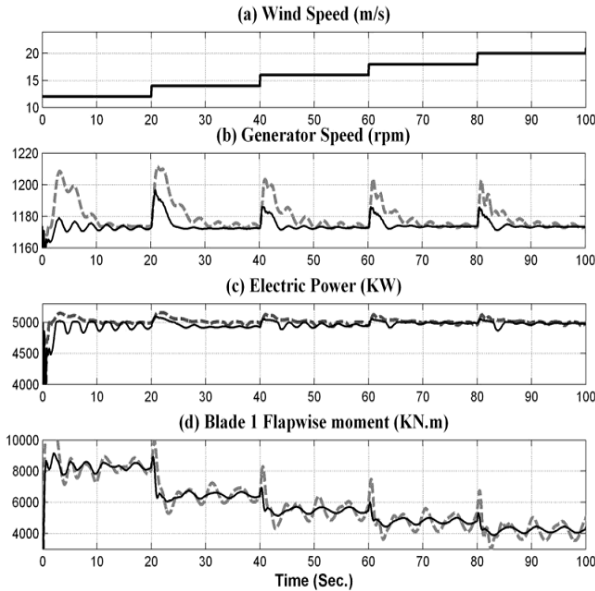 (a) Wind Speed (m/s)
20
15
10
0 10 20 30 40 50 60 70 80 90 100
(b) Generator Speed (rpm)
1220
1200
1180
1160
0 10 20 30 40 50 60 70 80 90 100
(c) Electric Power (KW)
5000
4500
4000
0 10 20 30 40 50 60 70 80 90 100
(d) Blade 1 Flapwise moment (KN.m)
10000
8000
6000
4000
0 10 20 30 40 50 60 70 80 90 100
Time (Sec.)